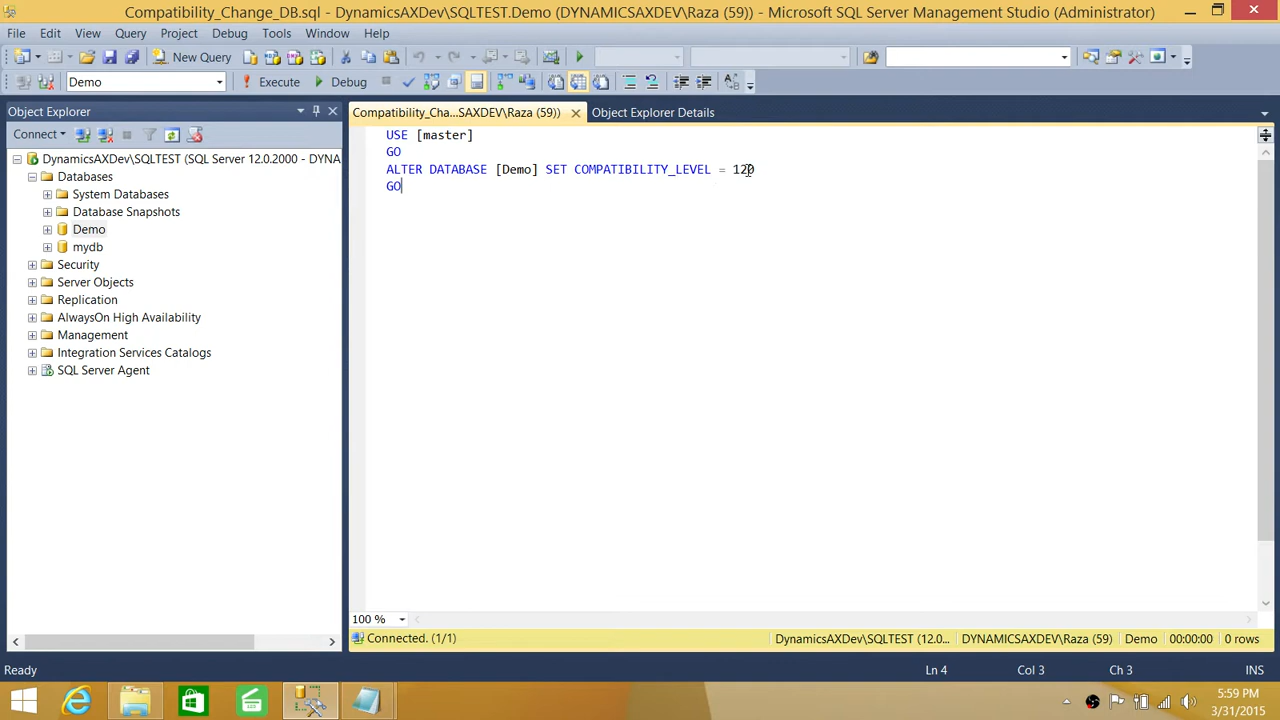 Compatibility_Change_DB.sql - DynamicsAXDev\SQLTEST.Demo (DYNAMICSAXDEV\Raza (59)) - Microsoft SQL Server Management Studio (Administrator)
File Edit View Query Project Debug Tools Window Help
New Query
Demo Execute Debug
Object Explorer
Compatibility_Cha...SAXDEV\Raza (59)) Object Explorer Details
Connect
DynamicsAXDev\SQLTEST (SQL Server 12.0.2000 - DYNA
Databases
System Databases
Database Snapshots
Demo
mydb
Security
Server Objects
Replication
AlwaysOn High Availability
Management
Integration Services Catalogs
SQL Server Agent
USE [master]
GO
ALTER DATABASE [Demo] SET COMPATIBILITY_LEVEL = 120
GO
100 %
Connected. (1/1) DynamicsAXDev\SQLTEST (12.0... DYNAMICSAXDEV\Raza (59) Demo 00:00:00 0 rows
Ready Ln 4 Col 3 Ch 3 INS
5:59 PM
3/31/2015